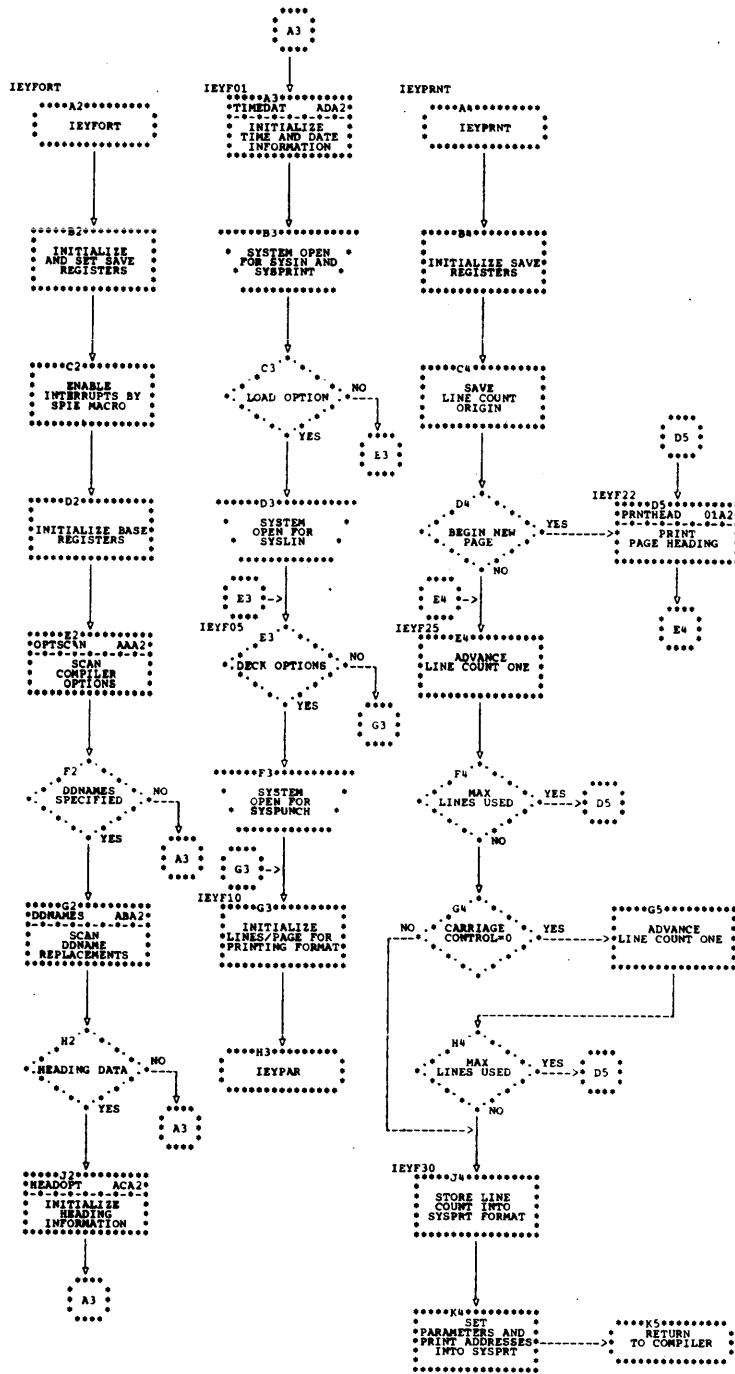 IEYFORT
A2
IEYFORT
B2
INITIALIZE
AND SET SAVE
REGISTERS
C2
ENABLE
INTERRUPTS BY
SPIE MACRO
D2
INITIALIZE BASE
REGISTERS
E2
OPTSCAN AAA2
SCAN
COMPILER
OPTIONS
F2
DDNAMES
SPECIFIED
NO
YES
A3
G2
DDNAMES ABA2
SCAN
DDNAME
REPLACEMENTS
H2
HEADING DATA
NO
YES
A3
J2
HEADOPT ACA2
INITIALIZE
HEADING
INFORMATION
A3
A3
IEYF01
A3
TIMEDAT ADA2
INITIALIZE
TIME AND DATE
INFORMATION
B3
SYSTEM OPEN
FOR SYSIN AND
SYSPRINT
C3
LOAD OPTION
NO
YES
E3
D3
SYSTEM
OPEN FOR
SYSLIN
E3
IEYF05
E3
DECK OPTIONS
NO
YES
G3
F3
SYSTEM
OPEN FOR
SYSPUNCH
G3
IEYF10
G3
INITIALIZE
LINES/PAGE FOR
PRINTING FORMAT
H3
IEYPAR
IEYPRNT
A4
IEYPRNT
B4
INITIALIZE SAVE
REGISTERS
C4
SAVE
LINE COUNT
ORIGIN
D4
BEGIN NEW
PAGE
YES
NO
D5
IEYF22
D5
PRNTHEAD 01A2
PRINT
PAGE HEADING
E4
E4
IEYF25
E4
ADVANCE
LINE COUNT ONE
F4
MAX
LINES USED
YES
D5
NO
G4
CARRIAGE
CONTROL=0
NO
YES
G5
ADVANCE
LINE COUNT ONE
H4
MAX
LINES USED
YES
D5
NO
IEYF30
J4
STORE LINE
COUNT INTO
SYSPRT FORMAT
K4
SET
PARAMETERS AND
PRINT ADDRESSES
INTO SYSPRT
K5
RETURN
TO COMPILER